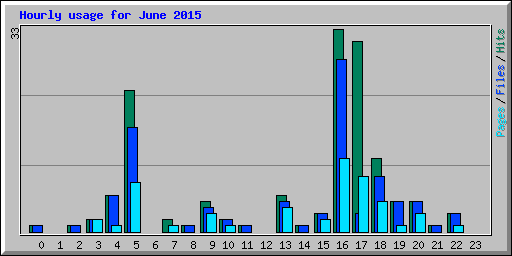 Hourly usage for June 2015
33
Pages/Files/Hits
0 1 2 3 4 5 6 7 8 9 10 11 12 13 14 15 16 17 18 19 20 21 22 23